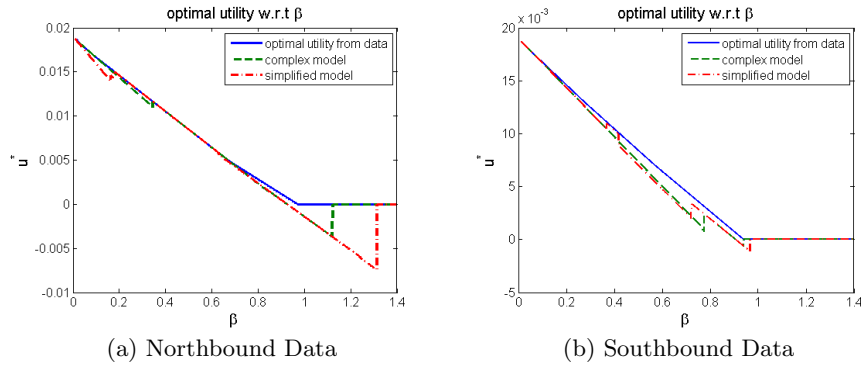 optimal utility w.r.t β
0.02
0.015
0.01
0.005
0
-0.005
-0.01
u*
0
0.2
0.4
0.6
0.8
1
1.2
1.4
β
optimal utility from data
complex model
simplified model
(a) Northbound Data
optimal utility w.r.t β
x 10⁻³
20
15
10
5
0
-5
u*
0
0.2
0.4
0.6
0.8
1
1.2
1.4
β
optimal utility from data
complex model
simplified model
(b) Southbound Data